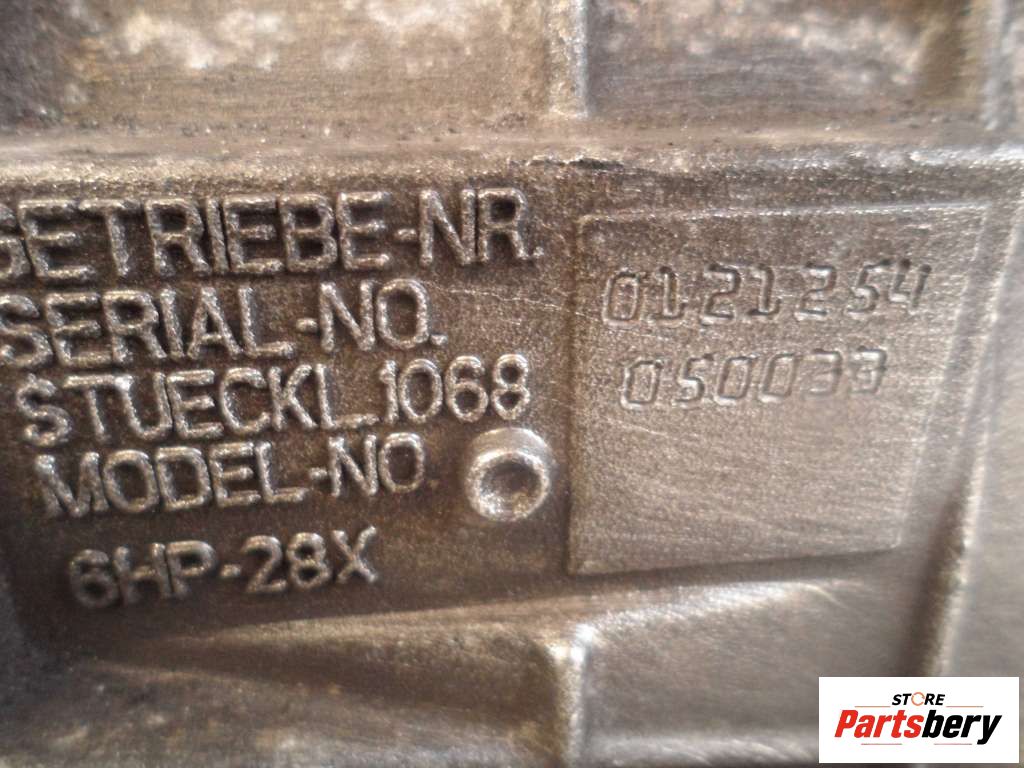 GETRIEBE-NR.
SERIAL-NO.
STUECKL.1068
MODEL-NO.
6HP-28X
0121254
050033
STORE
Partsbery